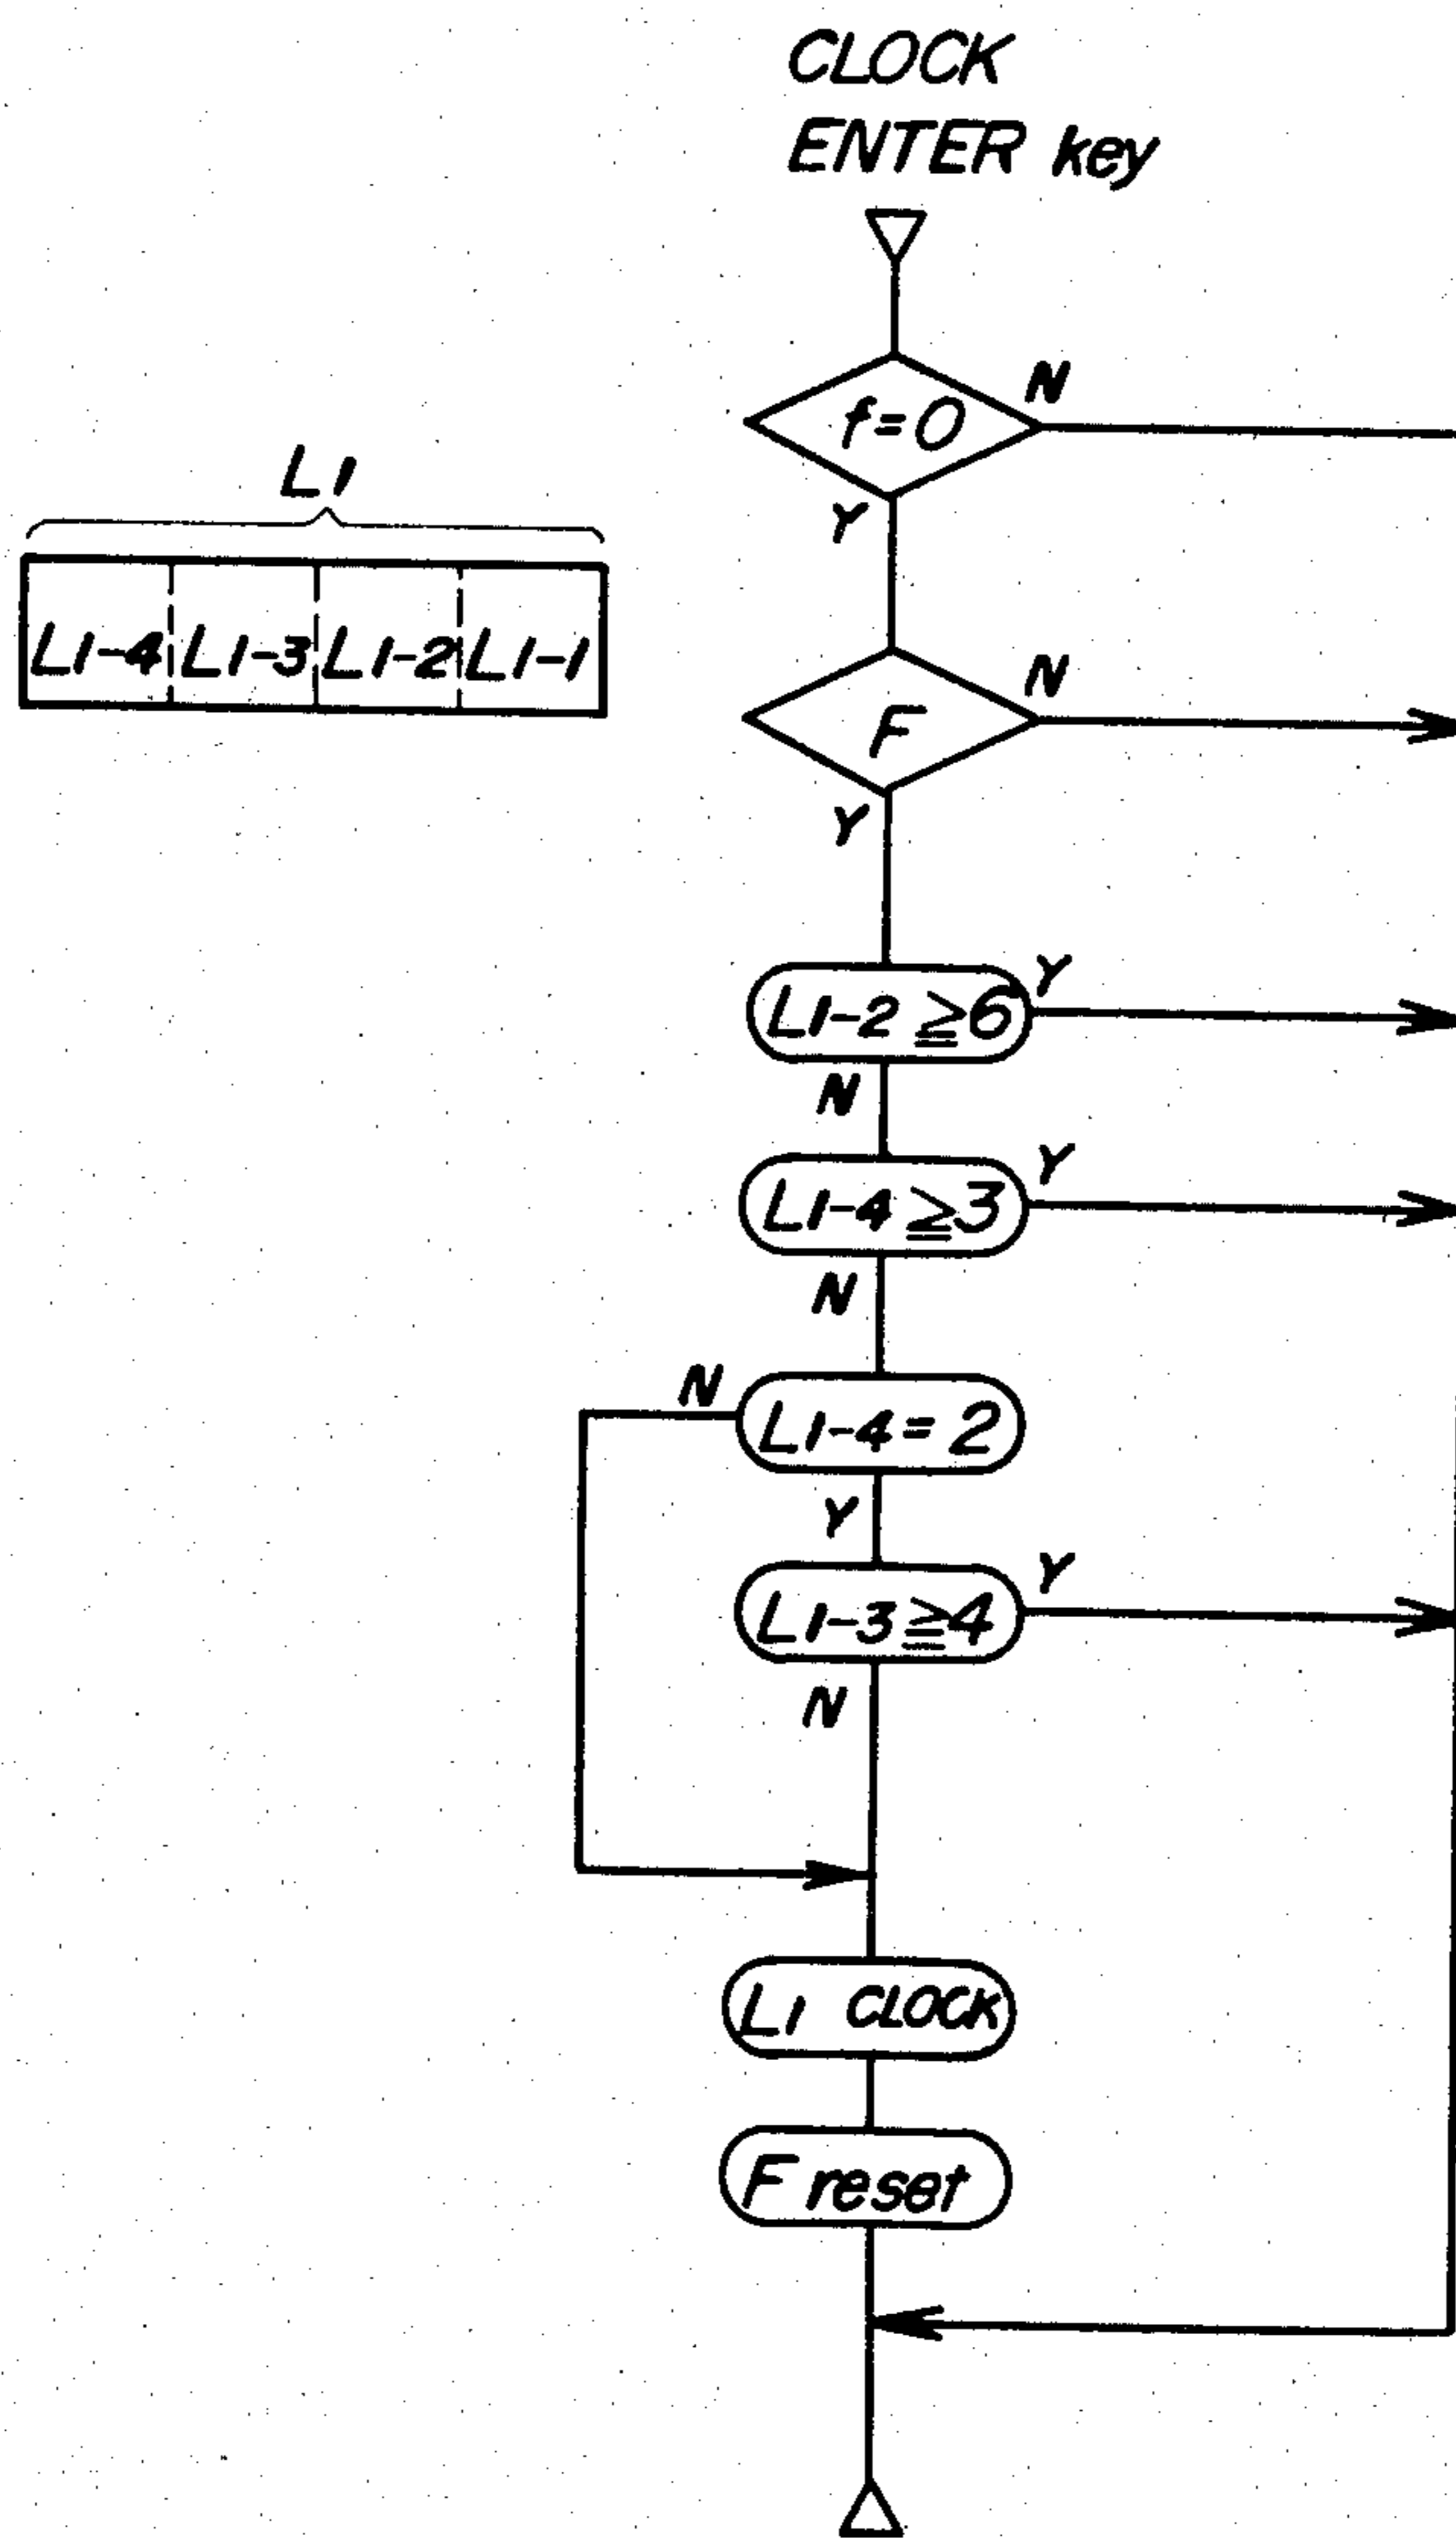 CLOCK
ENTER key
f=0
N
Y
L1
L1-4 L1-3 L1-2 L1-1
F
N
Y
L1-2 ≧6
Y
N
L1-4 ≧3
Y
N
N
L1-4=2
Y
L1-3≧4
Y
N
L1 CLOCK
F reset